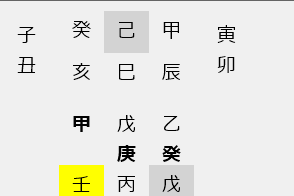 子 癸 己 甲 寅
丑 亥 巳 辰 卯
甲 戊 乙
庚 癸
壬 丙 戊